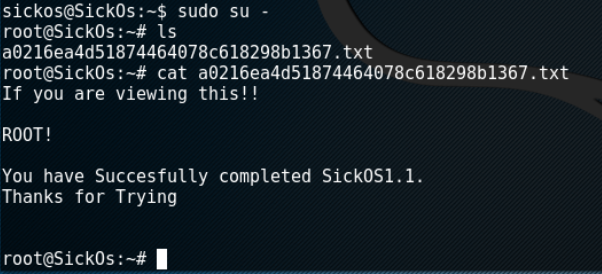 sickos@SickOs:~$ sudo su -
root@SickOs:~# ls
a0216ea4d51874464078c618298b1367.txt
root@SickOs:~# cat a0216ea4d51874464078c618298b1367.txt
If you are viewing this!!
ROOT!
You have Succesfully completed SickOS1.1.
Thanks for Trying
root@SickOs:~#